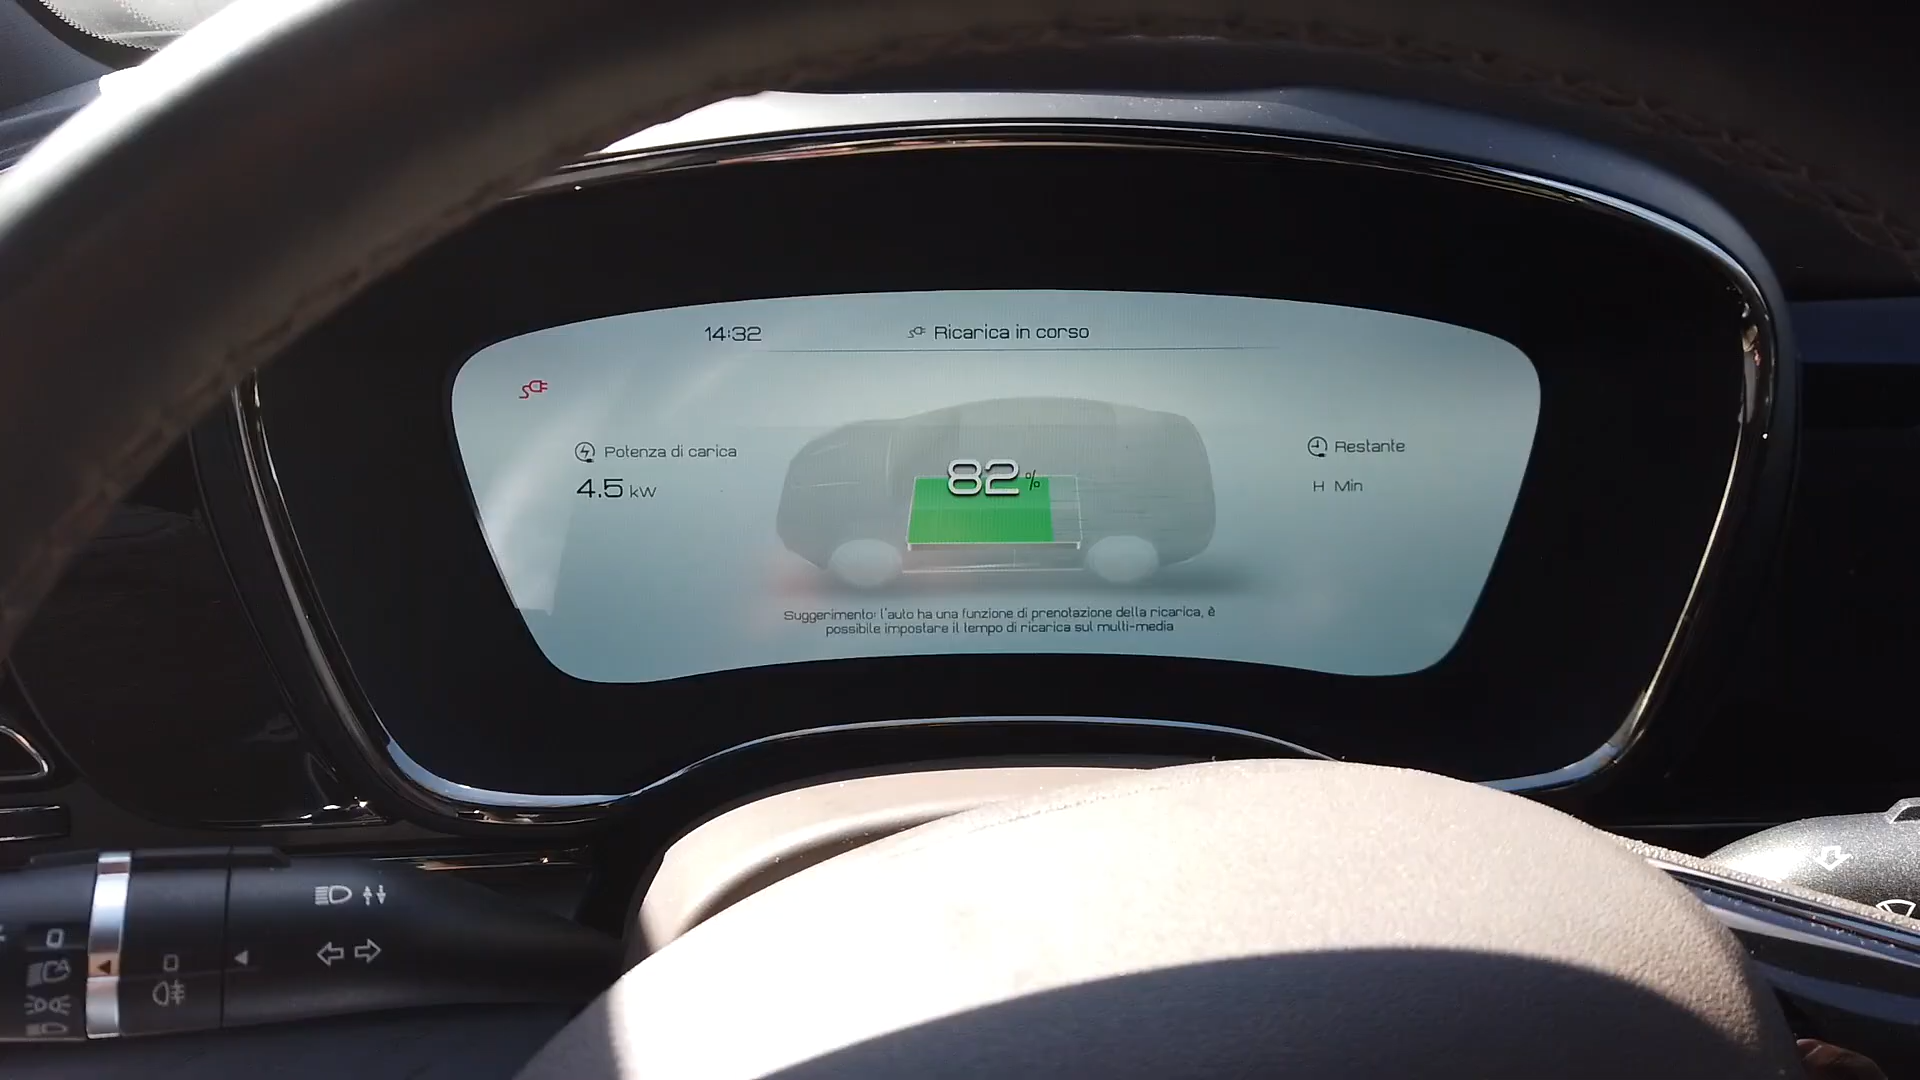 14:32
Ricarica in corso
Potenza di carica
4.5 kW
82%
Restante
H Min
Suggerimento: l'auto ha una funzione di prenotazione della ricarica, è
possibile impostare il tempo di ricarica sul multi-media